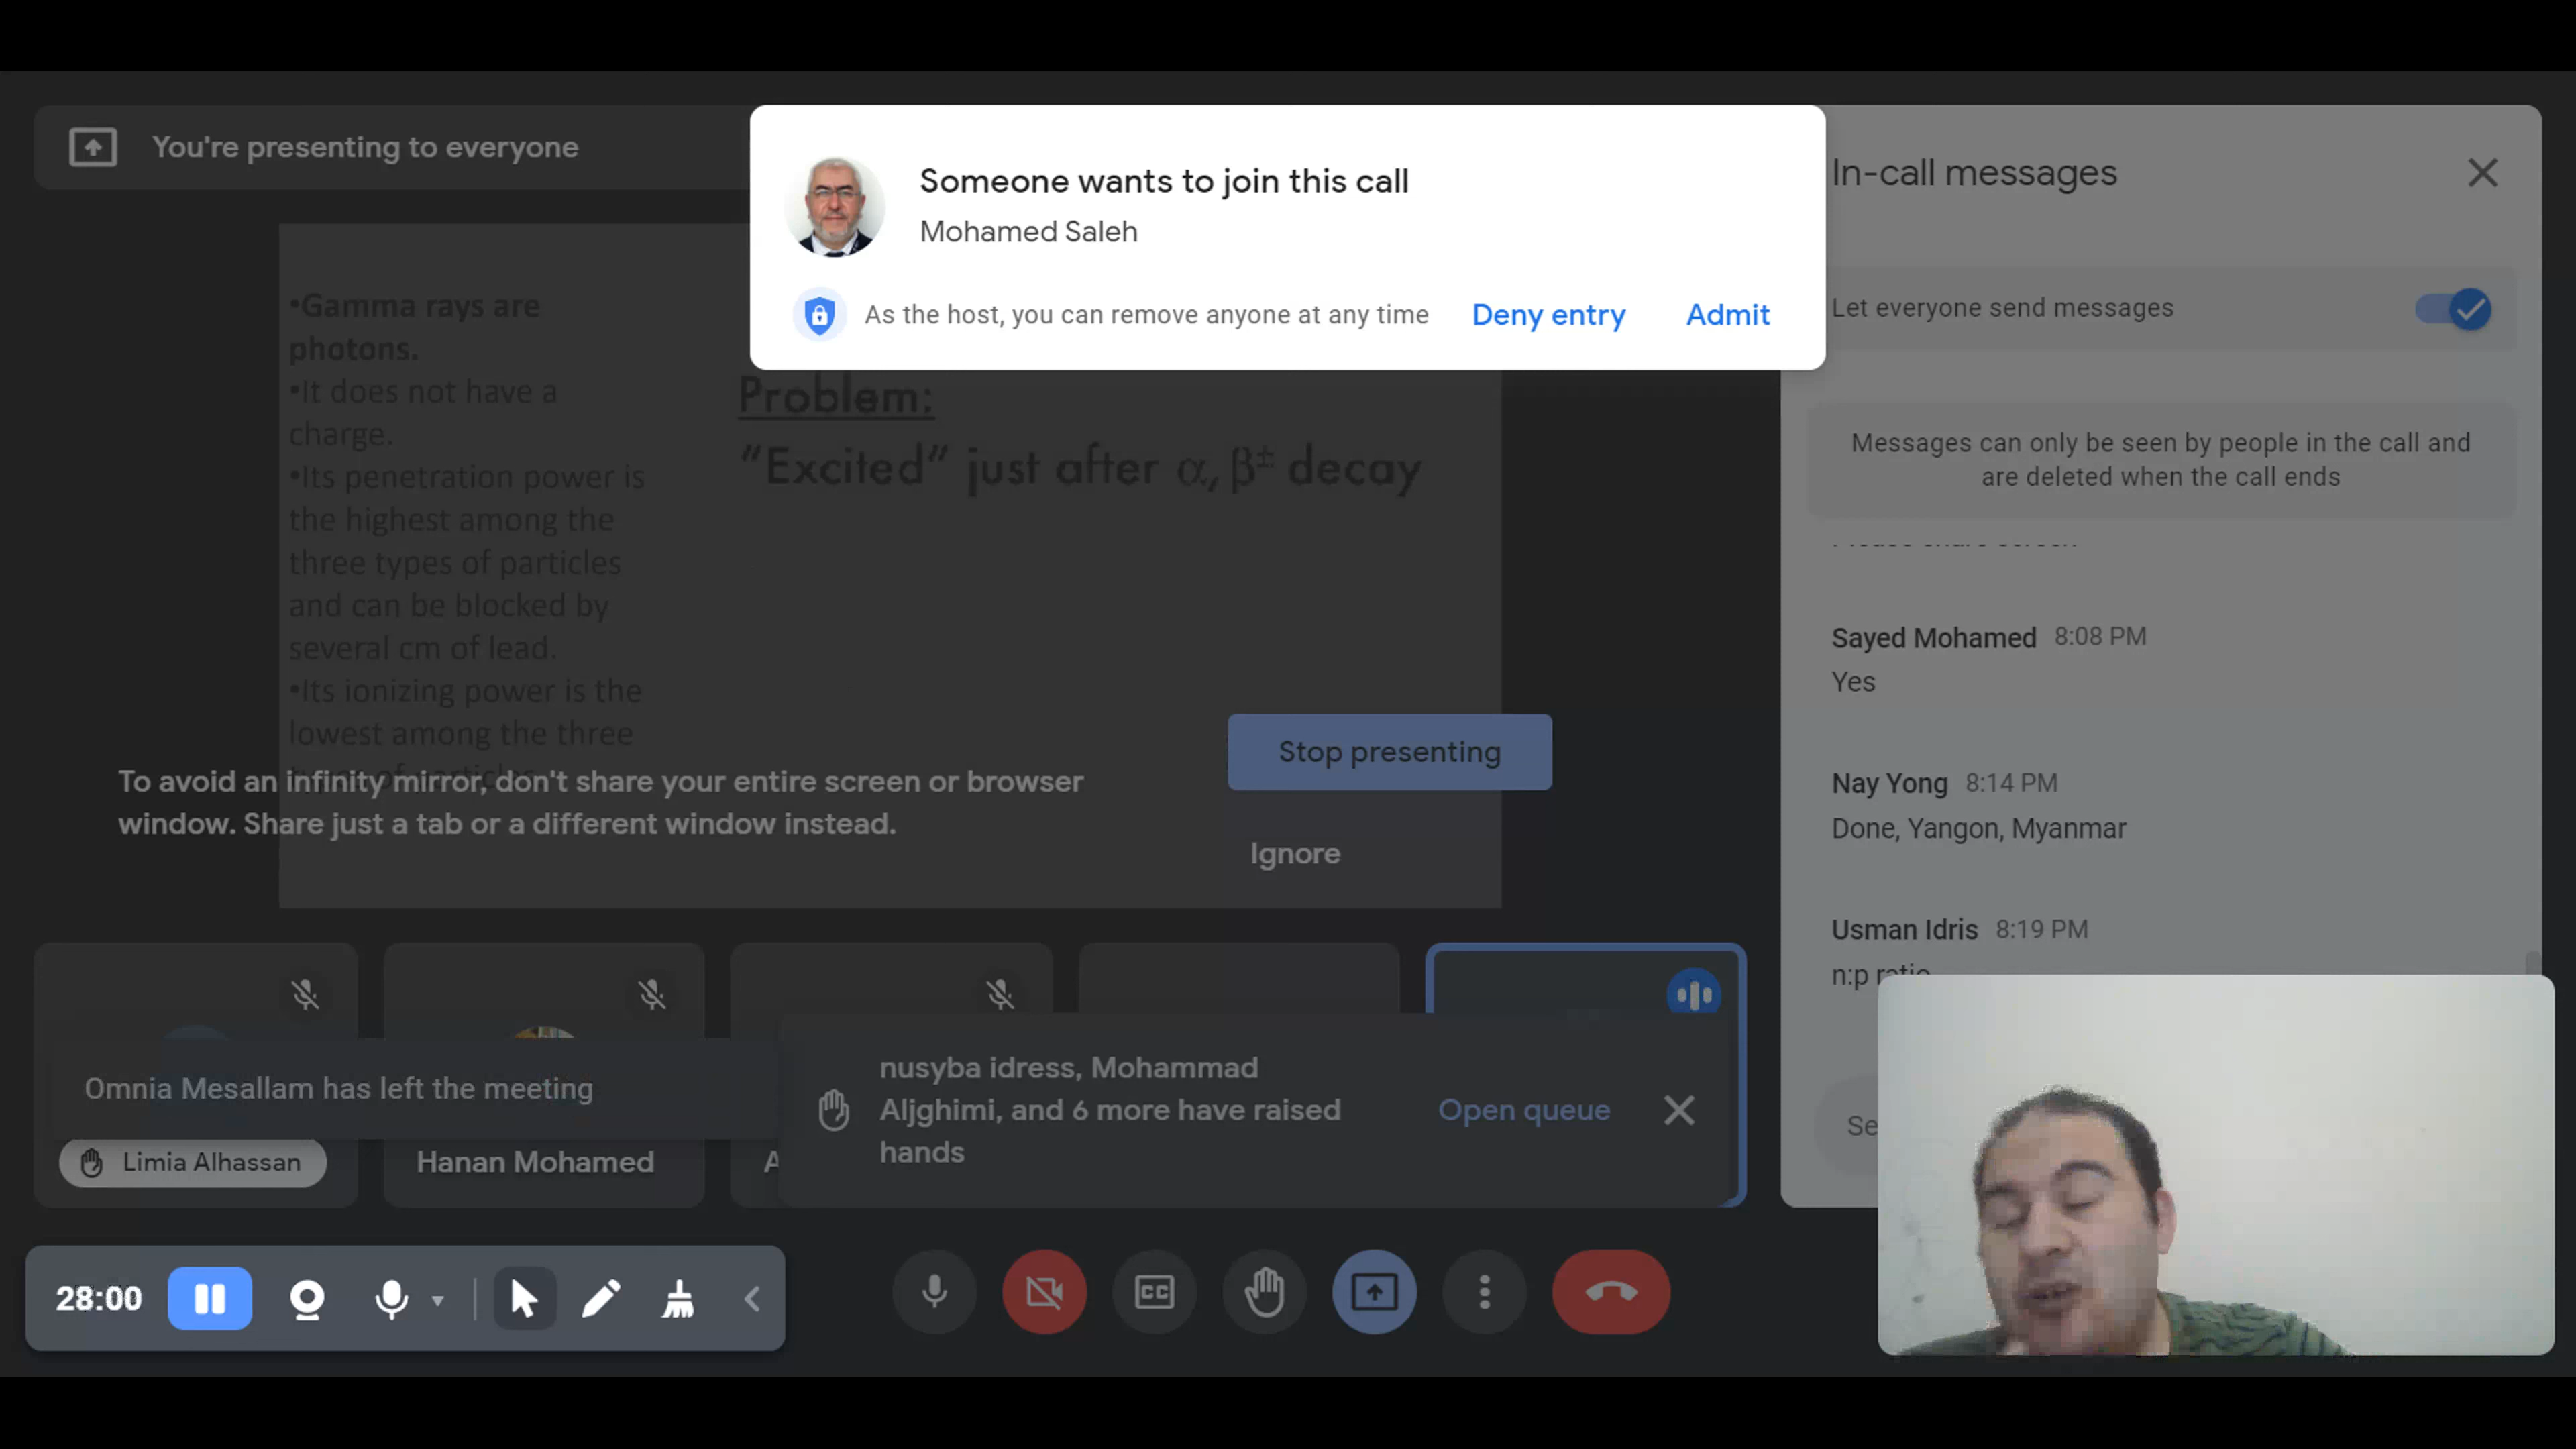 You're presenting to everyone
Someone wants to join this call
Mohamed Saleh
As the host, you can remove anyone at any time
Deny entry
Admit
•Gamma rays are
photons.
•It does not have a
charge.
•Its penetration power is
the highest among the
three types of particles
and can be blocked by
several cm of lead.
•Its ionizing power is the
lowest among the three
Problem:
"Excited" just after α, β± decay
To avoid an infinity mirror, don't share your entire screen or browser
window. Share just a tab or a different window instead.
Stop presenting
Ignore
In-call messages
Let everyone send messages
Messages can only be seen by people in the call and
are deleted when the call ends
Sayed Mohamed 8:08 PM
Yes
Nay Yong 8:14 PM
Done, Yangon, Myanmar
Usman Idris 8:19 PM
n:p ratio
Se
Omnia Mesallam has left the meeting
Limia Alhassan
Hanan Mohamed
A
nusyba idress, Mohammad
Aljghimi, and 6 more have raised
hands
Open queue
28:00
CC